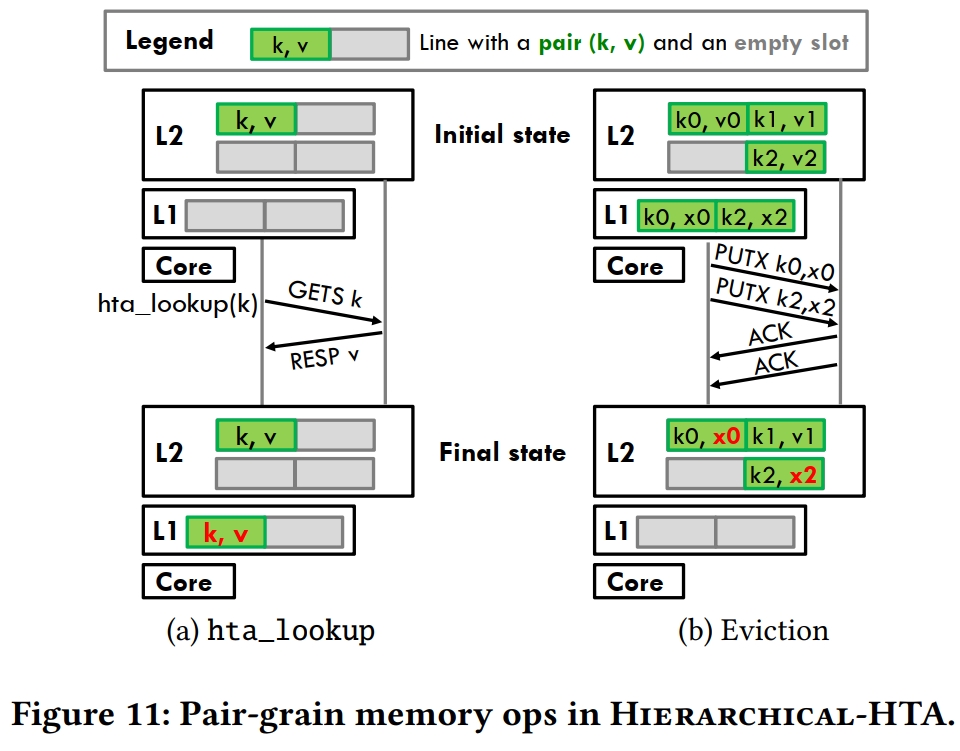 Legend
k, v
Line with a pair (k, v) and an empty slot
L2
k, v
Initial state
L2
k0, v0
k1, v1
k2, v2
L1
L1
k0, x0
k2, x2
Core
Core
hta_lookup(k)
GETS k
RESP v
PUTX k0,x0
PUTX k2,x2
ACK
ACK
L2
k, v
Final state
L2
k0, x0
k1, v1
k2, x2
L1
k, v
L1
Core
Core
(a) hta_lookup
(b) Eviction
Figure 11: Pair-grain memory ops in HIERARCHICAL-HTA.